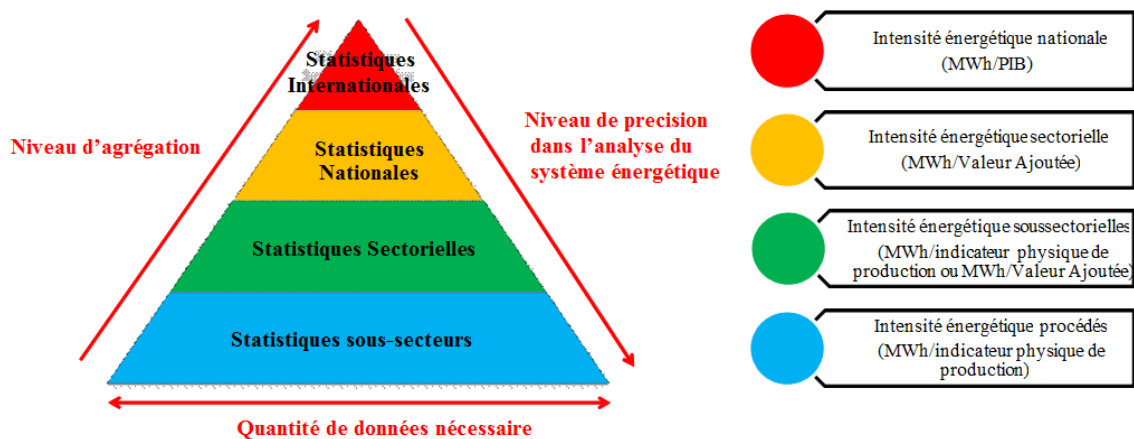 Statistiques
Internationales
Niveau d'agrégation
Niveau de precision
dans l'analyse du
système énergétique
Statistiques
Nationales
Statistiques Sectorielles
Statistiques sous-secteurs
Quantité de données nécessaire
Intensité énergétique nationale
(MWh/PIB)
Intensité énergétique sectorielle
(MWh/Valeur Ajoutée)
Intensité énergétique soussectorielles
(MWh/indicateur physique de
production ou MWh/Valeur Ajoutée)
Intensité énergétique procédés
(MWh/indicateur physique de
production)